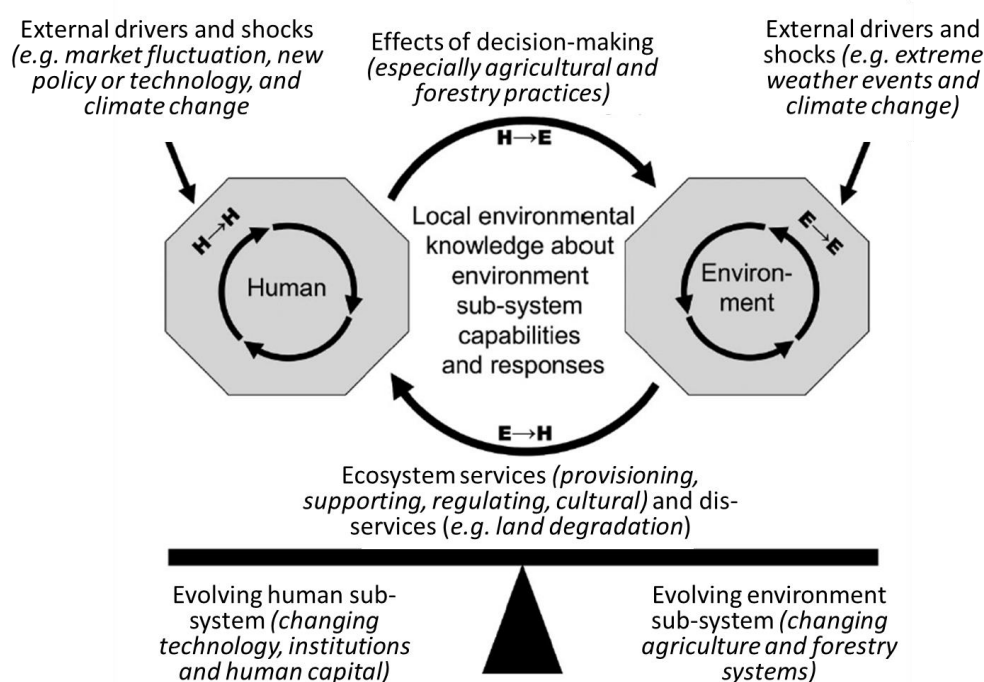 External drivers and shocks
(e.g. market fluctuation, new
policy or technology, and
climate change
Effects of decision-making
(especially agricultural and
forestry practices)
External drivers and
shocks (e.g. extreme
weather events and
climate change)
H→E
H→H
Human
Local environmental
knowledge about
environment
sub-system
capabilities
and responses
E→E
Environ-
ment
E→H
Ecosystem services (provisioning,
supporting, regulating, cultural) and dis-
services (e.g. land degradation)
Evolving human sub-
system (changing
technology, institutions
and human capital)
Evolving environment
sub-system (changing
agriculture and forestry
systems)